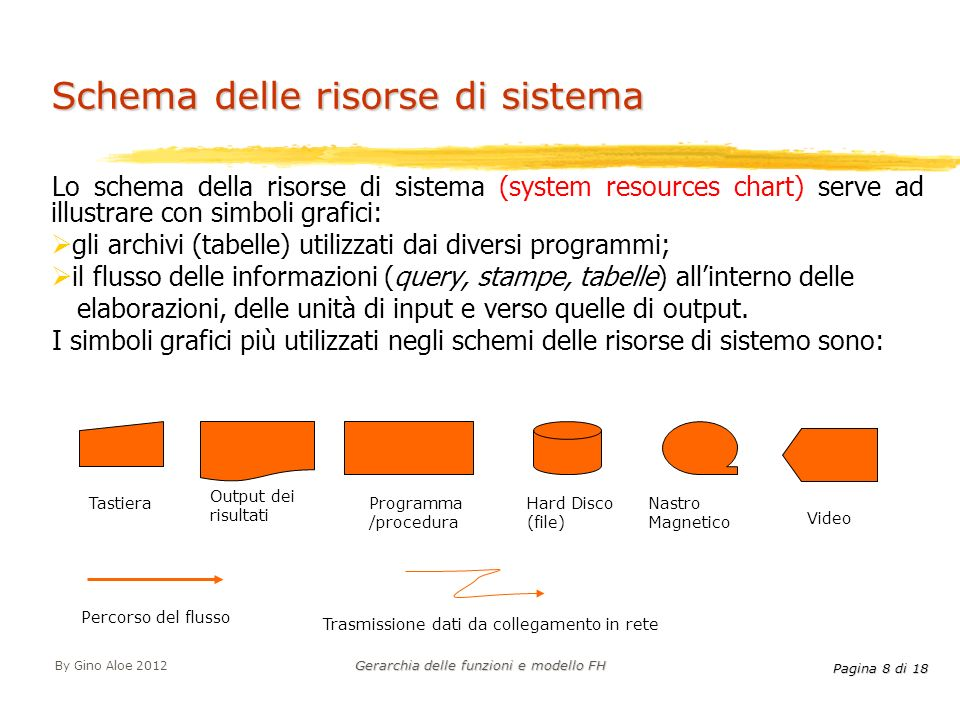 Schema delle risorse di sistema
Lo schema della risorse di sistema (system resources chart) serve ad
illustrare con simboli grafici:
gli archivi (tabelle) utilizzati dai diversi programmi;
il flusso delle informazioni (query, stampe, tabelle) all’interno delle
elaborazioni, delle unità di input e verso quelle di output.
I simboli grafici più utilizzati negli schemi delle risorse di sistemo sono:
Tastiera
Output dei
risultati
Programma
/procedura
Hard Disco
(file)
Nastro
Magnetico
Video
Percorso del flusso
Trasmissione dati da collegamento in rete
By Gino Aloe 2012
Gerarchia delle funzioni e modello FH
Pagina 8 di 18